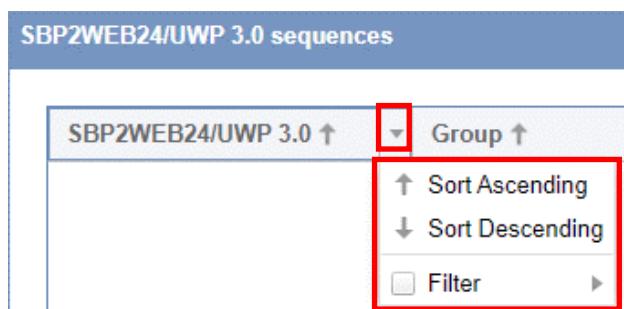 SBP2WEB24/UWP 3.0 sequences
SBP2WEB24/UWP 3.0 ↑ Group ↑
↑ Sort Ascending
↓ Sort Descending
Filter